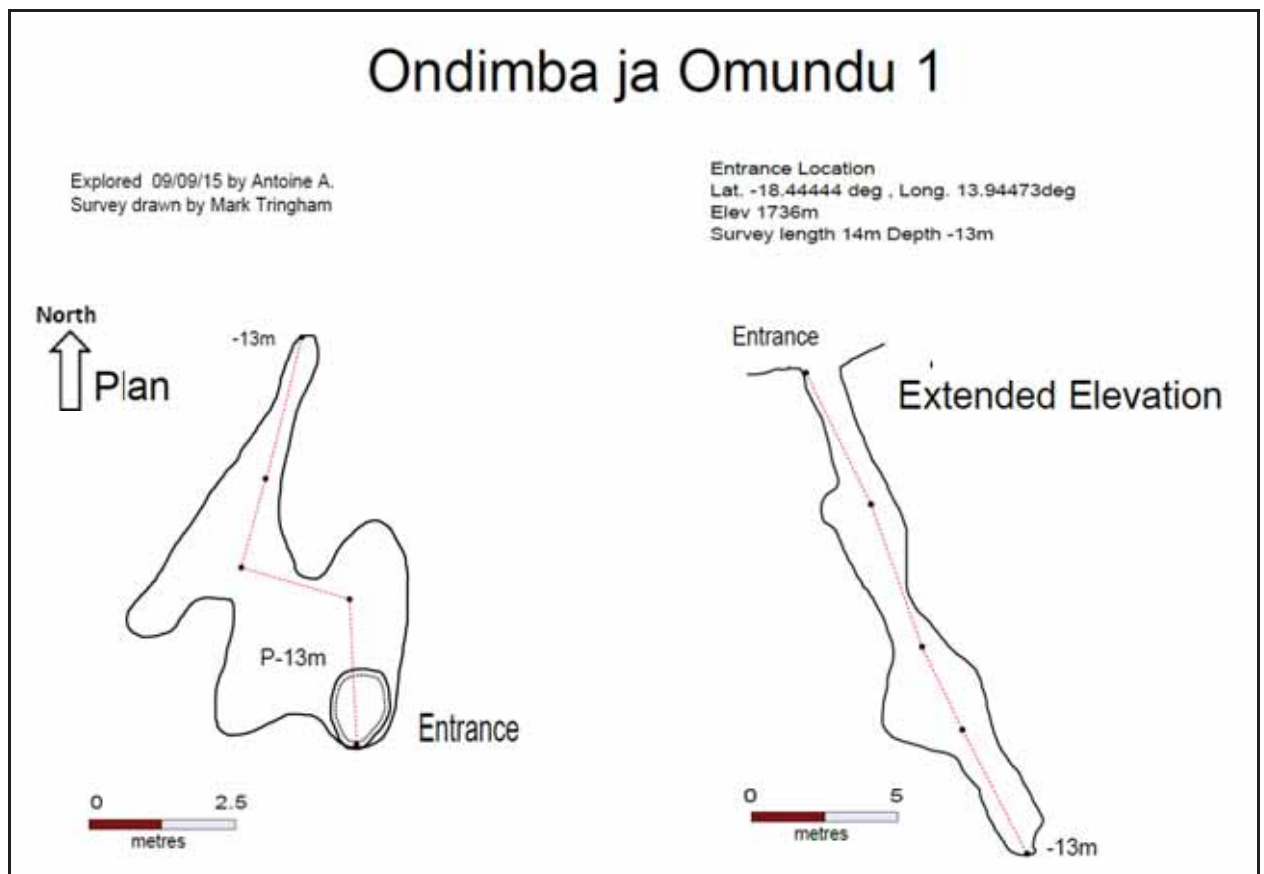 Ondimba ja Omundu 1
Explored 09/09/15 by Antoine A.
Survey drawn by Mark Tringham
Entrance Location
Lat. -18.44444 deg , Long. 13.94473deg
Elev 1736m
Survey length 14m Depth -13m
North
Plan
-13m
P-13m
Entrance
0 2.5
metres
Entrance
Extended Elevation
0 5
metres
-13m